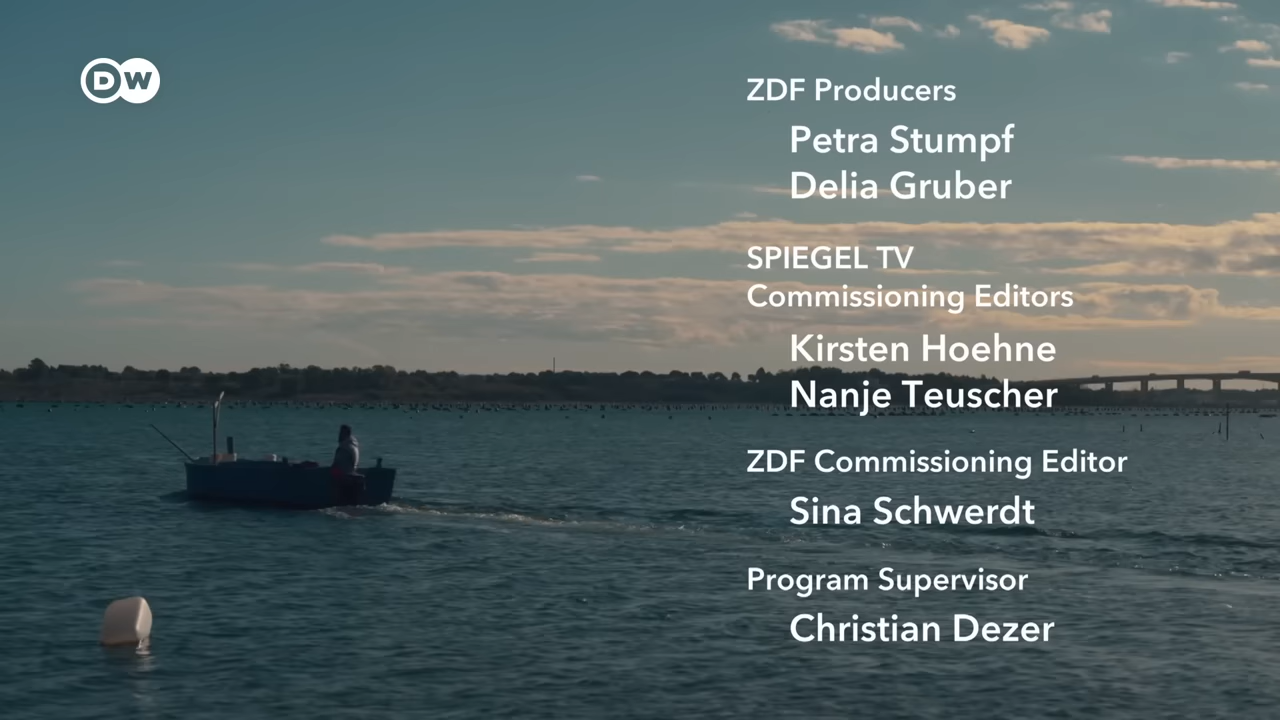 DW
ZDF Producers
Petra Stumpf
Delia Gruber
SPIEGEL TV
Commissioning Editors
Kirsten Hoehne
Nanje Teuscher
ZDF Commissioning Editor
Sina Schwerdt
Program Supervisor
Christian Dezer